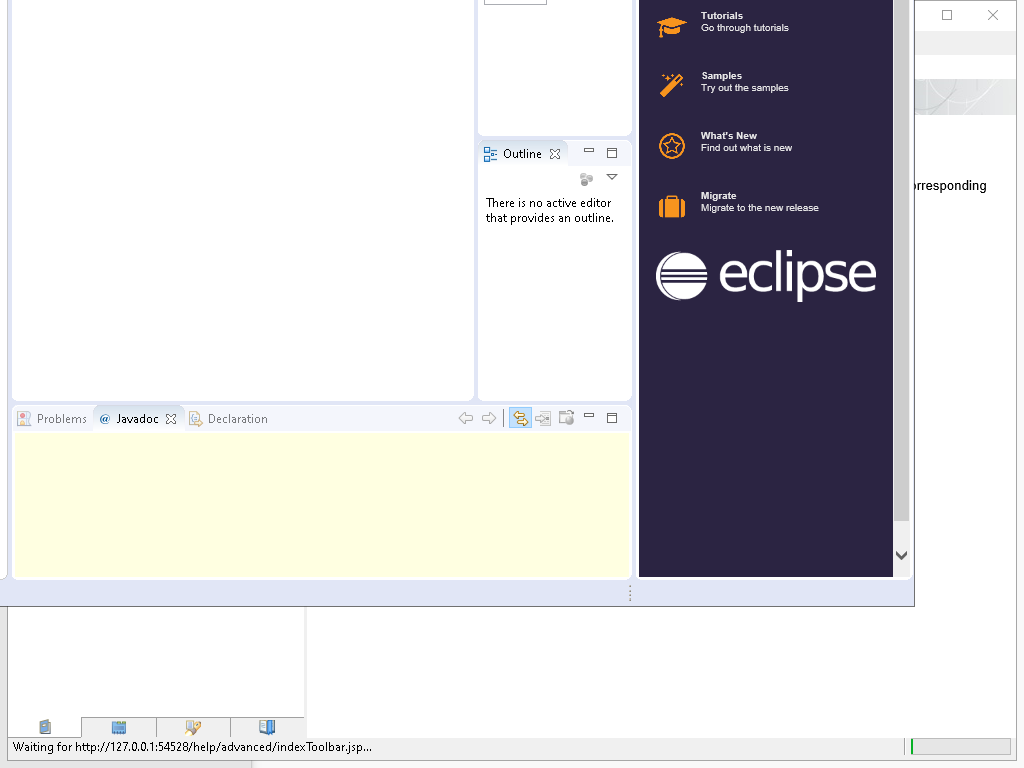 Tutorials
Go through tutorials
Samples
Try out the samples
What's New
Find out what is new
Outline
There is no active editor
that provides an outline.
Migrate
Migrate to the new release
eclipse
Problems
@ Javadoc
Declaration
Waiting for http://127.0.0.1:54528/help/advanced/indexToolbar.jsp...